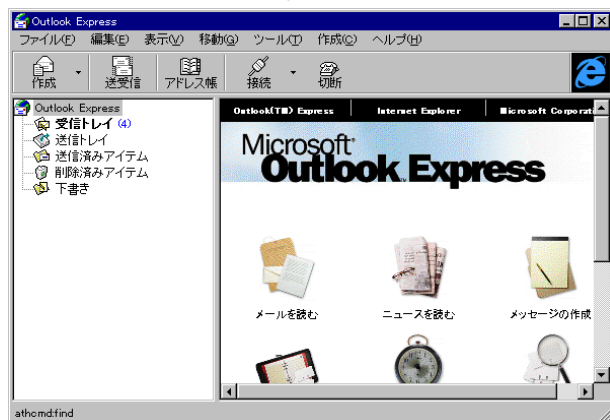 Outlook Express
ファイル(F) 編集(E) 表示(V) 移動(G) ツール(T) 作成(C) ヘルプ(H)
作成 送受信 アドレス帳 接続 切断
Outlook Express
受信トレイ (4)
送信トレイ
送信済みアイテム
削除済みアイテム
下書き
Outlook(TM) Express Internet Explorer Microsoft Corporat
Microsoft
Outlook Express
メールを読む ニュースを読む メッセージの作成
athcmd:find